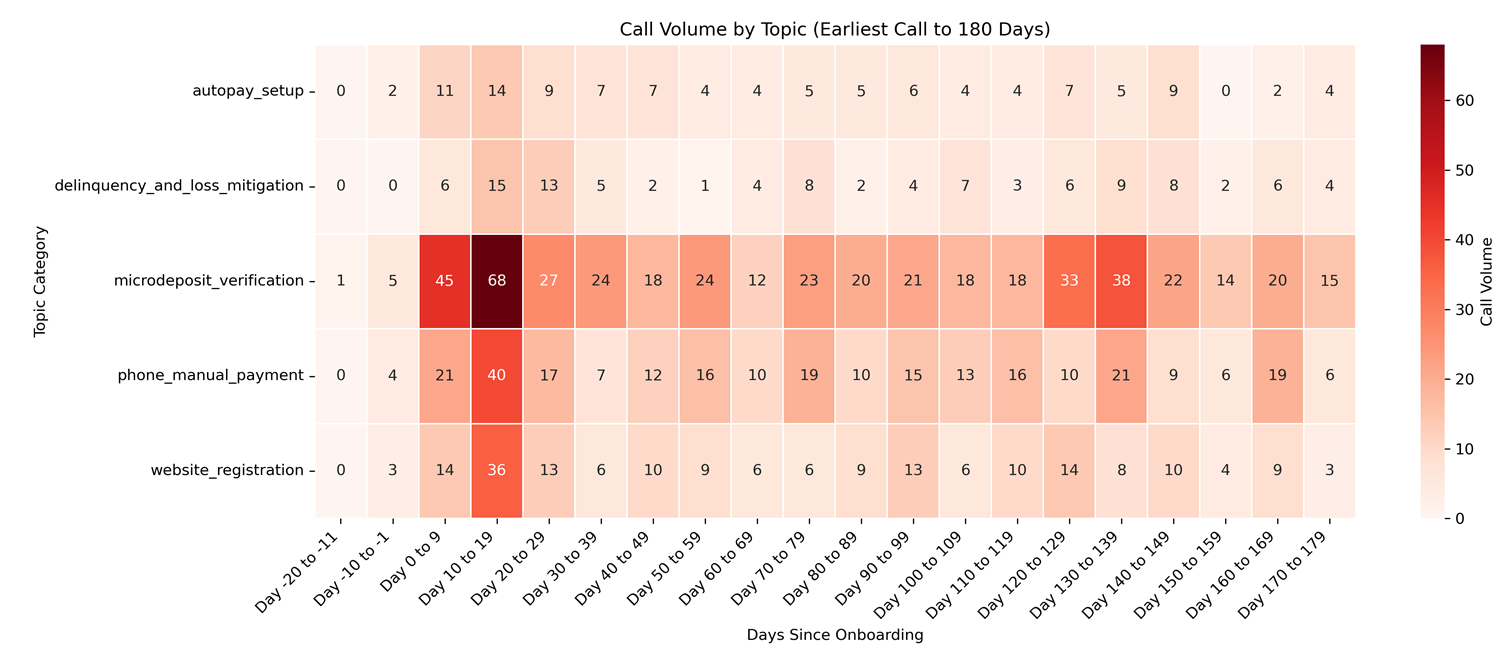 Call Volume by Topic (Earliest Call to 180 Days)
autopay_setup 0 2 11 14 9 7 7 4 4 5 5 6 4 4 7 5 9 0 2 4
delinquency_and_loss_mitigation 0 0 6 15 13 5 2 1 4 8 2 4 7 3 6 9 8 2 6 4
microdeposit_verification 1 5 45 68 27 24 18 24 12 23 20 21 18 18 33 38 22 14 20 15
phone_manual_payment 0 4 21 40 17 7 12 16 10 19 10 15 13 16 10 21 9 6 19 6
website_registration 0 3 14 36 13 6 10 9 6 6 9 13 6 10 14 8 10 4 9 3
Topic Category
Day -20 to -11
Day -10 to -1
Day 0 to 9
Day 10 to 19
Day 20 to 29
Day 30 to 39
Day 40 to 49
Day 50 to 59
Day 60 to 69
Day 70 to 79
Day 80 to 89
Day 90 to 99
Day 100 to 109
Day 110 to 119
Day 120 to 129
Day 130 to 139
Day 140 to 149
Day 150 to 159
Day 160 to 169
Day 170 to 179
Days Since Onboarding
60
50
40
30
20
10
0
Call Volume